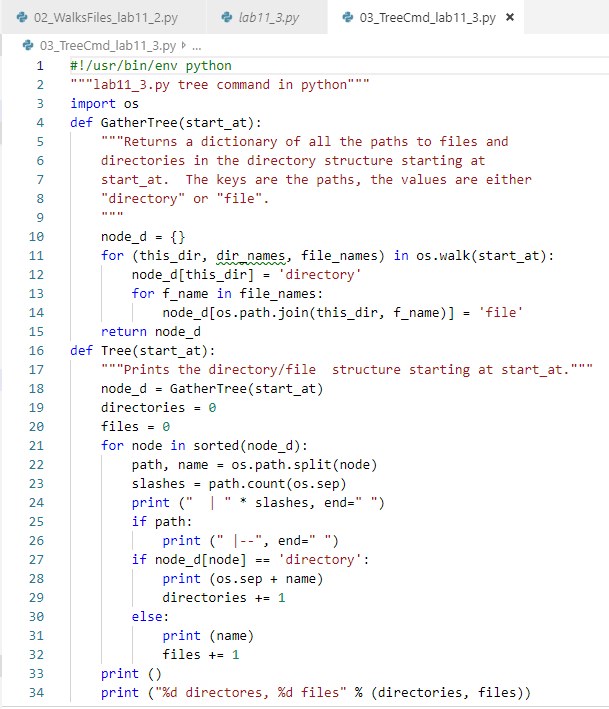 02_WalksFiles_lab11_2.py lab11_3.py 03_TreeCmd_lab11_3.py ×
03_TreeCmd_lab11_3.py ▸ ...
1 #!/usr/bin/env python
2 """lab11_3.py tree command in python"""
3 import os
4 def GatherTree(start_at):
5     """Returns a dictionary of all the paths to files and
6     directories in the directory structure starting at
7     start_at.  The keys are the paths, the values are either
8     "directory" or "file".
9     """
10     node_d = {}
11     for (this_dir, dir_names, file_names) in os.walk(start_at):
12         node_d[this_dir] = 'directory'
13         for f_name in file_names:
14             node_d[os.path.join(this_dir, f_name)] = 'file'
15     return node_d
16 def Tree(start_at):
17     """Prints the directory/file  structure starting at start_at."""
18     node_d = GatherTree(start_at)
19     directories = 0
20     files = 0
21     for node in sorted(node_d):
22         path, name = os.path.split(node)
23         slashes = path.count(os.sep)
24         print ("  | " * slashes, end=" ")
25         if path:
26             print (" |--", end=" ")
27         if node_d[node] == 'directory':
28             print (os.sep + name)
29             directories += 1
30         else:
31             print (name)
32             files += 1
33     print ()
34     print ("%d directores, %d files" % (directories, files))